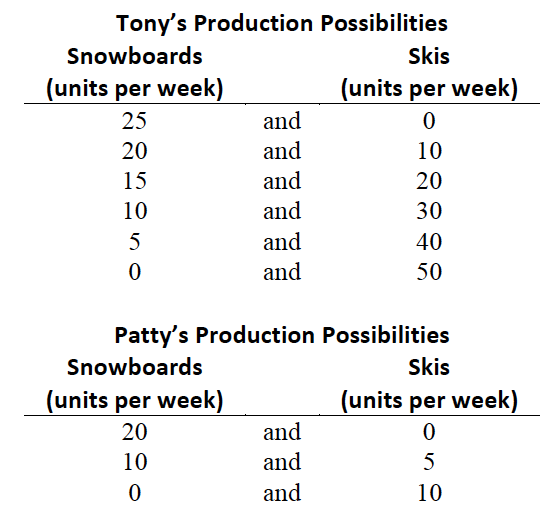 Tony’s Production Possibilities
Snowboards Skis
(units per week) (units per week)
25 and 0
20 and 10
15 and 20
10 and 30
5 and 40
0 and 50
Patty’s Production Possibilities
Snowboards Skis
(units per week) (units per week)
20 and 0
10 and 5
0 and 10